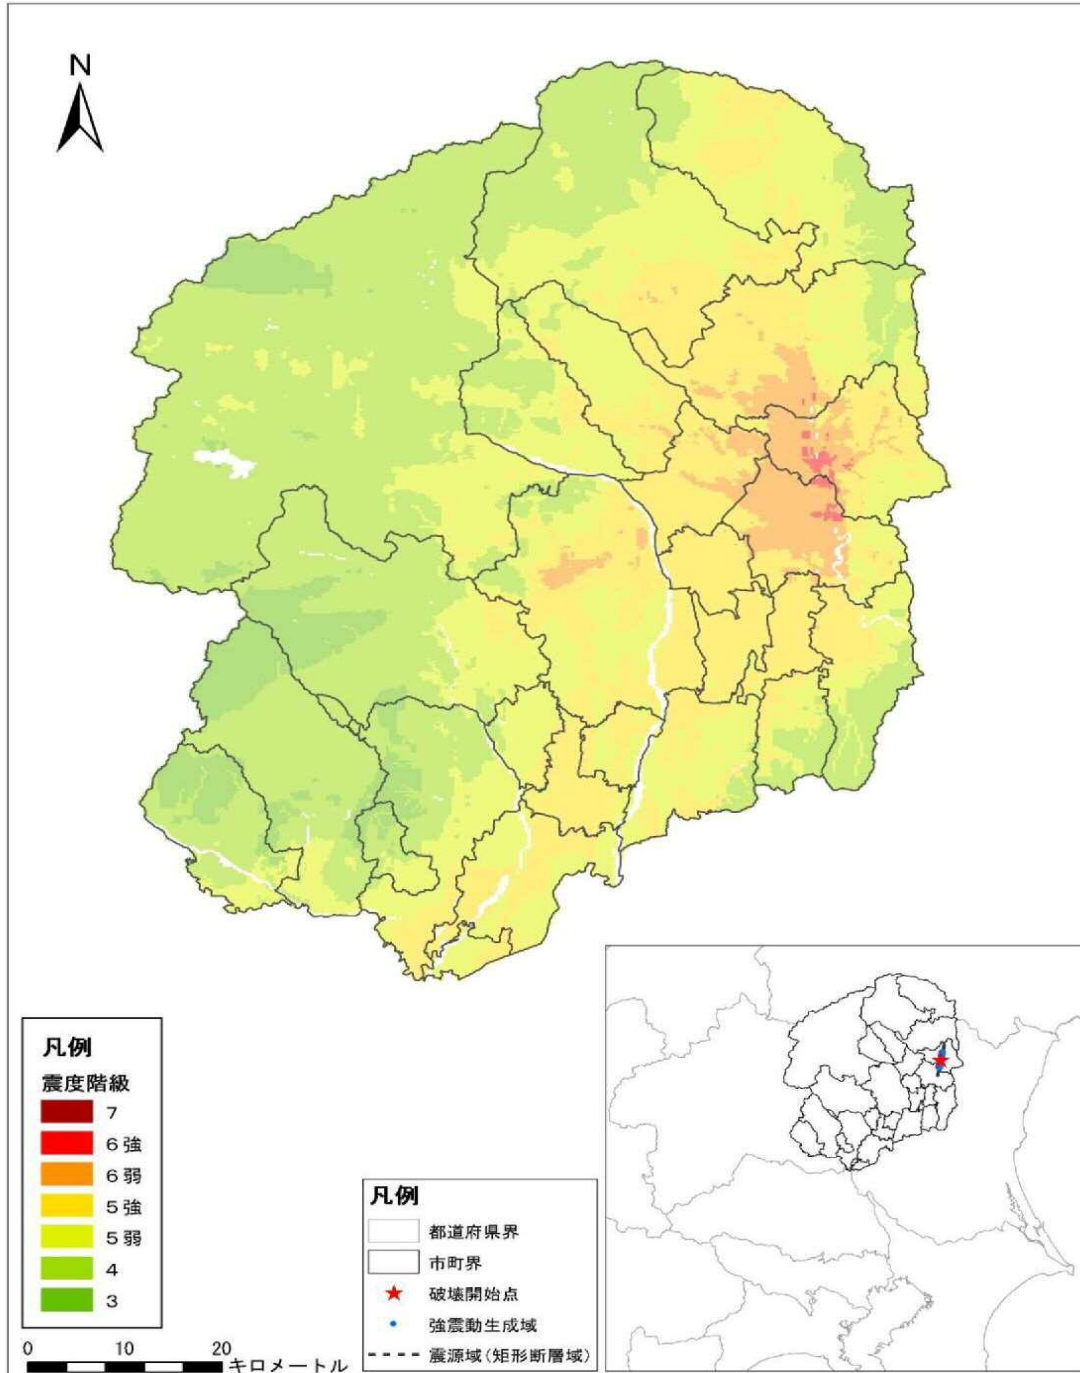 N
凡例
震度階級
7
6強
6弱
5強
5弱
4
3
0 10 20
キロメートル
凡例
都道府県界
市町界
破壊開始点
強震動生成域
震源域(矩形断層域)